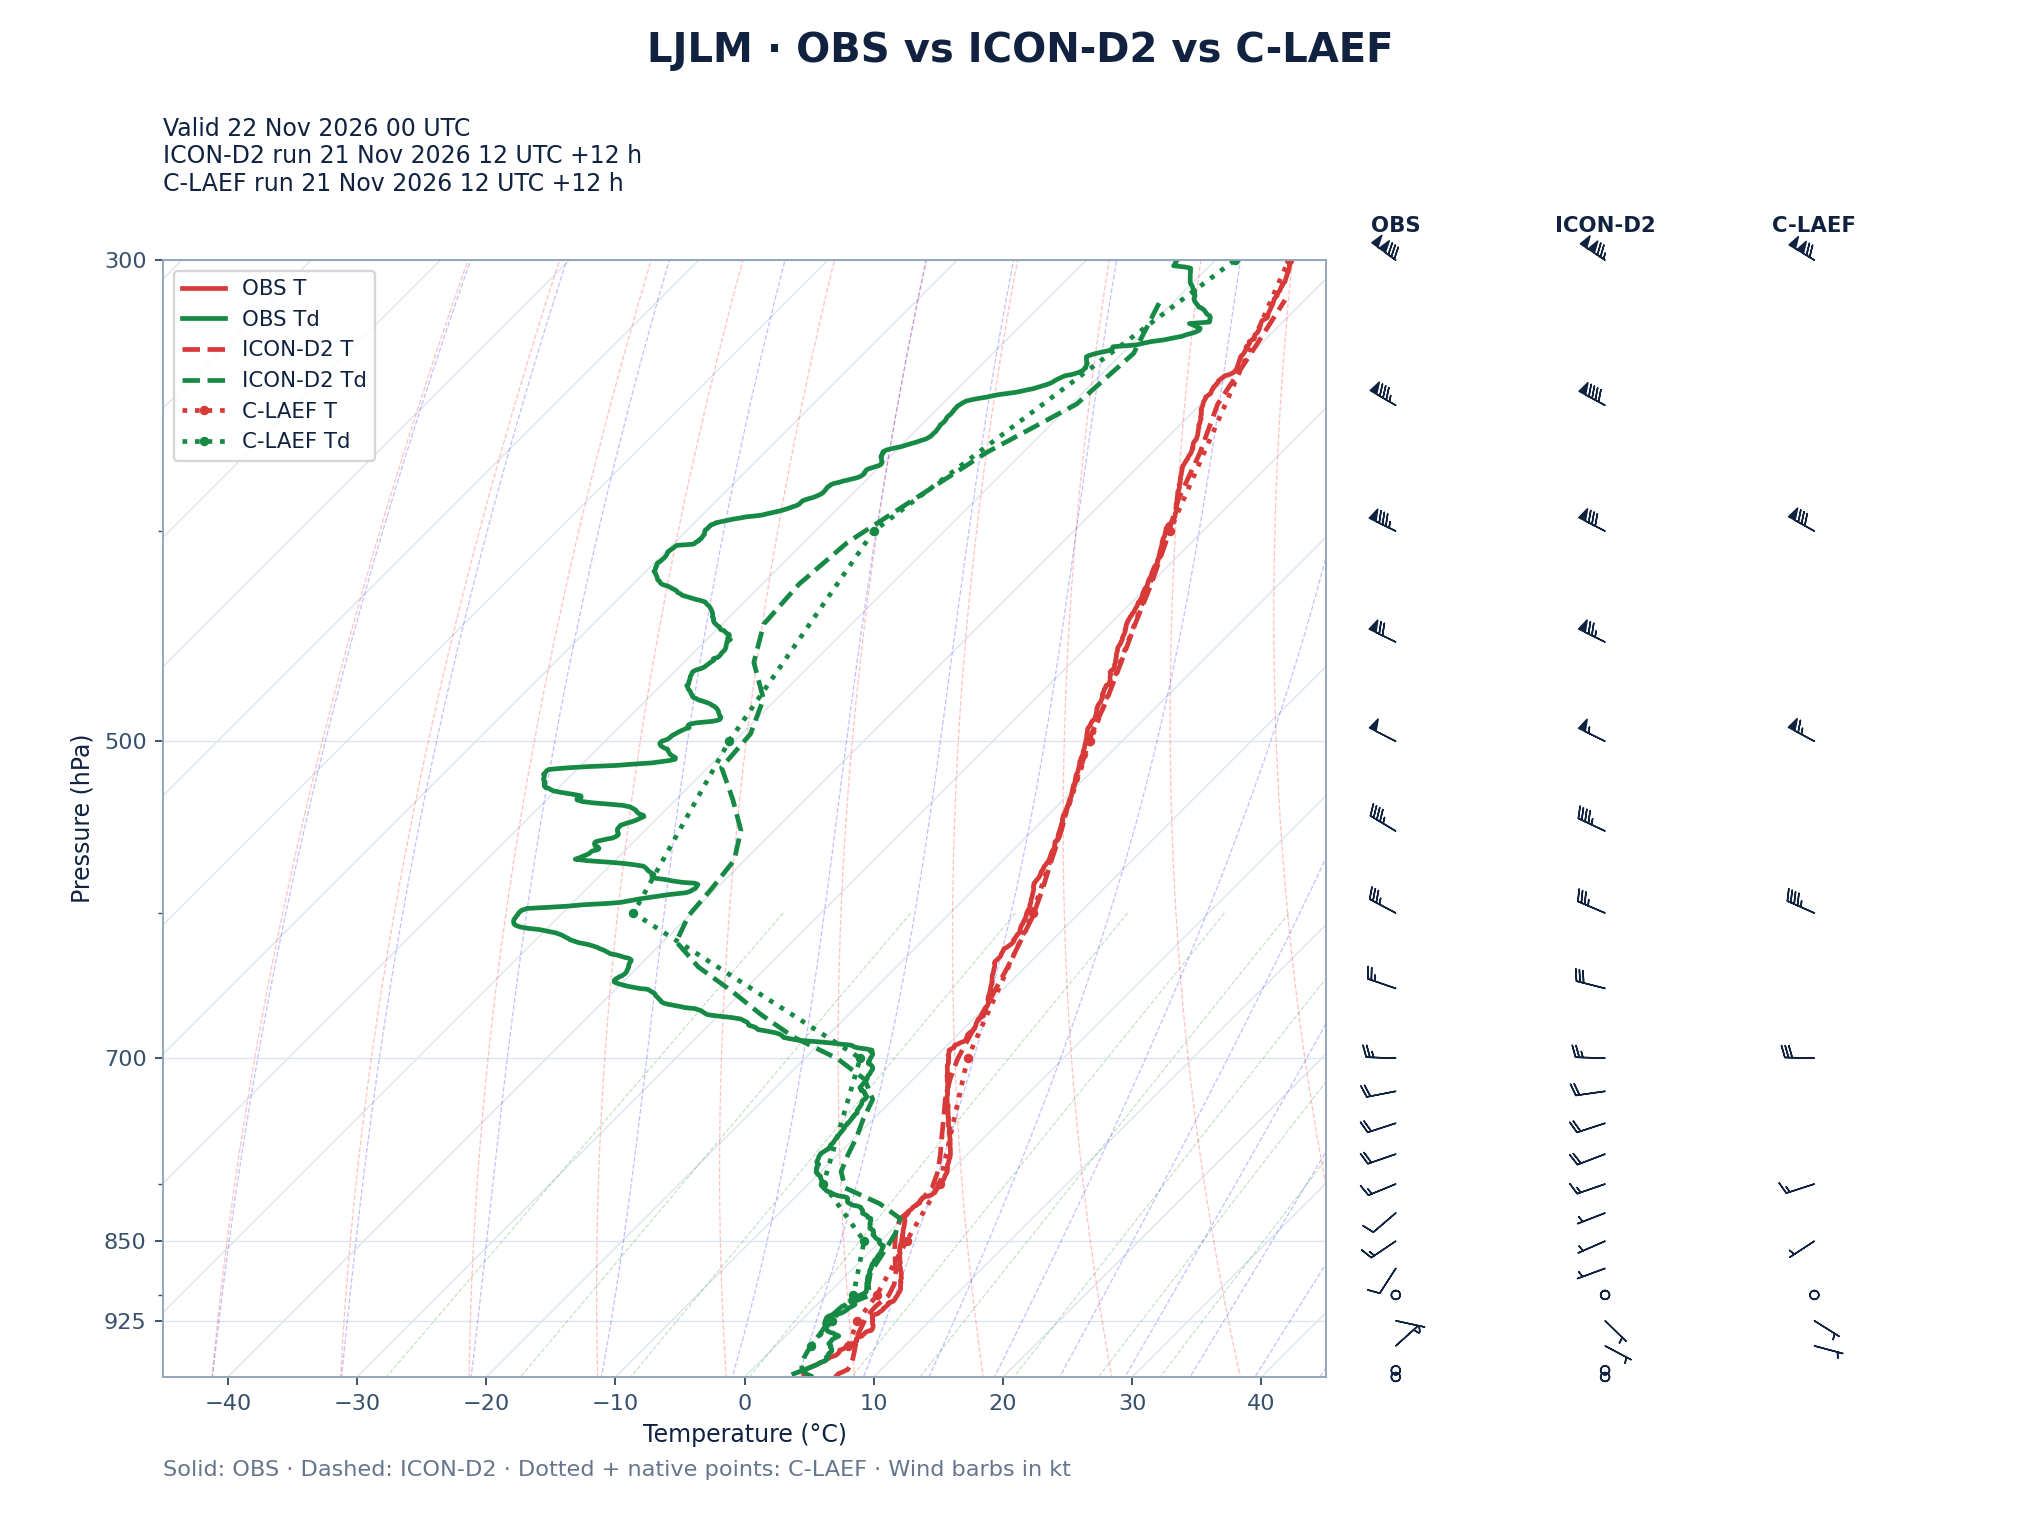 LJLM · OBS vs ICON-D2 vs C-LAEF
Valid 22 Nov 2026 00 UTC
ICON-D2 run 21 Nov 2026 12 UTC +12 h
C-LAEF run 21 Nov 2026 12 UTC +12 h
OBS ICON-D2 C-LAEF
300
500
700
850
925
Pressure (hPa)
OBS T
OBS Td
ICON-D2 T
ICON-D2 Td
C-LAEF T
C-LAEF Td
−40 −30 −20 −10 0 10 20 30 40
Temperature (°C)
Solid: OBS · Dashed: ICON-D2 · Dotted + native points: C-LAEF · Wind barbs in kt